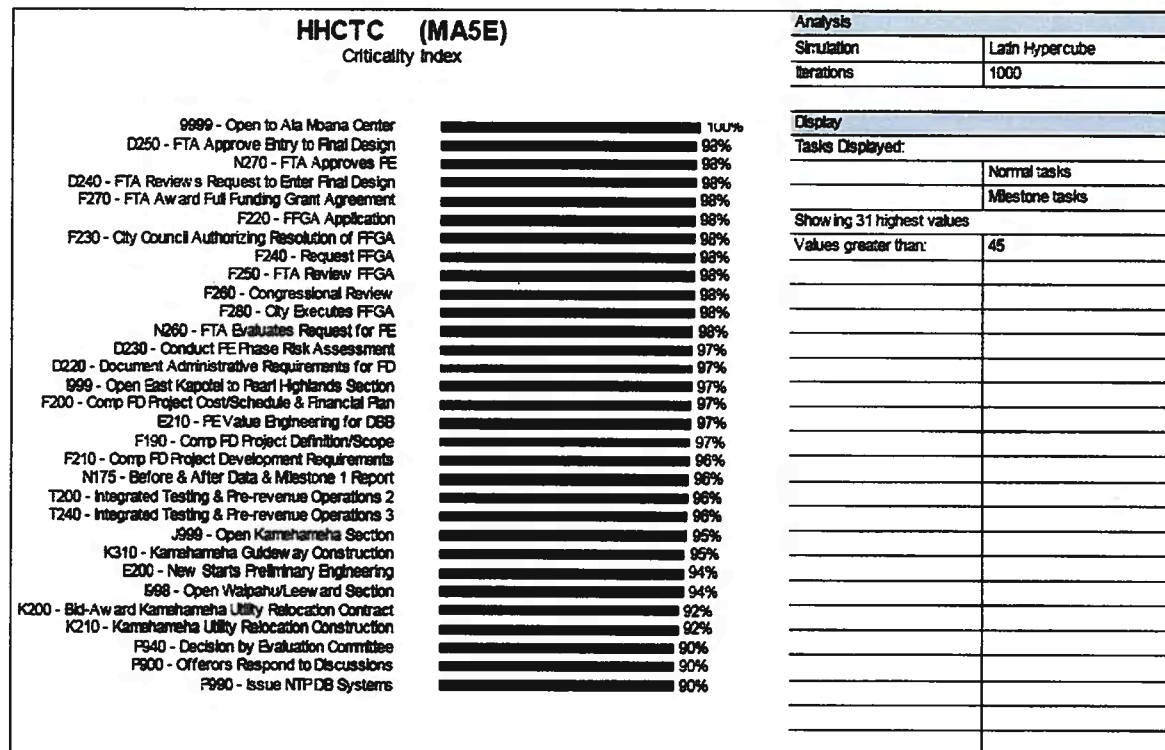 HHCTC (MA5E)
Criticality Index
9999 - Open to Ala Moana Center 100%
D250 - FTA Approve Entry to Final Design 98%
N270 - FTA Approves PE 98%
D240 - FTA Reviews Request to Enter Final Design 98%
F270 - FTA Award Full Funding Grant Agreement 98%
F220 - FFGA Application 98%
F230 - City Council Authorizing Resolution of FFGA 98%
F240 - Request FFGA 98%
F250 - FTA Review FFGA 98%
F260 - Congressional Review 98%
F280 - City Executes FFGA 98%
N260 - FTA Evaluates Request for PE 98%
D230 - Conduct PE Phase Risk Assessment 97%
D220 - Document Administrative Requirements for FD 97%
I999 - Open East Kapolei to Pearl Highlands Section 97%
F200 - Comp FD Project Cost/Schedule & Financial Plan 97%
E210 - PE Value Engineering for DBB 97%
F190 - Comp FD Project Definition/Scope 97%
F210 - Comp FD Project Development Requirements 96%
N175 - Before & After Data & Milestone 1 Report 96%
T200 - Integrated Testing & Pre-revenue Operations 2 96%
T240 - Integrated Testing & Pre-revenue Operations 3 96%
J999 - Open Kamehameha Section 95%
K310 - Kamehameha Guideway Construction 95%
E200 - New Starts Preliminary Engineering 94%
I998 - Open Waipahu/Leeward Section 94%
K200 - Bid-Award Kamehameha Utility Relocation Contract 92%
K210 - Kamehameha Utility Relocation Construction 92%
P940 - Decision by Evaluation Committee 90%
P900 - Offerors Respond to Discussions 90%
P990 - Issue NTP DB Systems 90%
Analysis
Simulation Latin Hypercube
Iterations 1000
Display
Tasks Displayed:
Normal tasks
Milestone tasks
Showing 31 highest values
Values greater than: 45